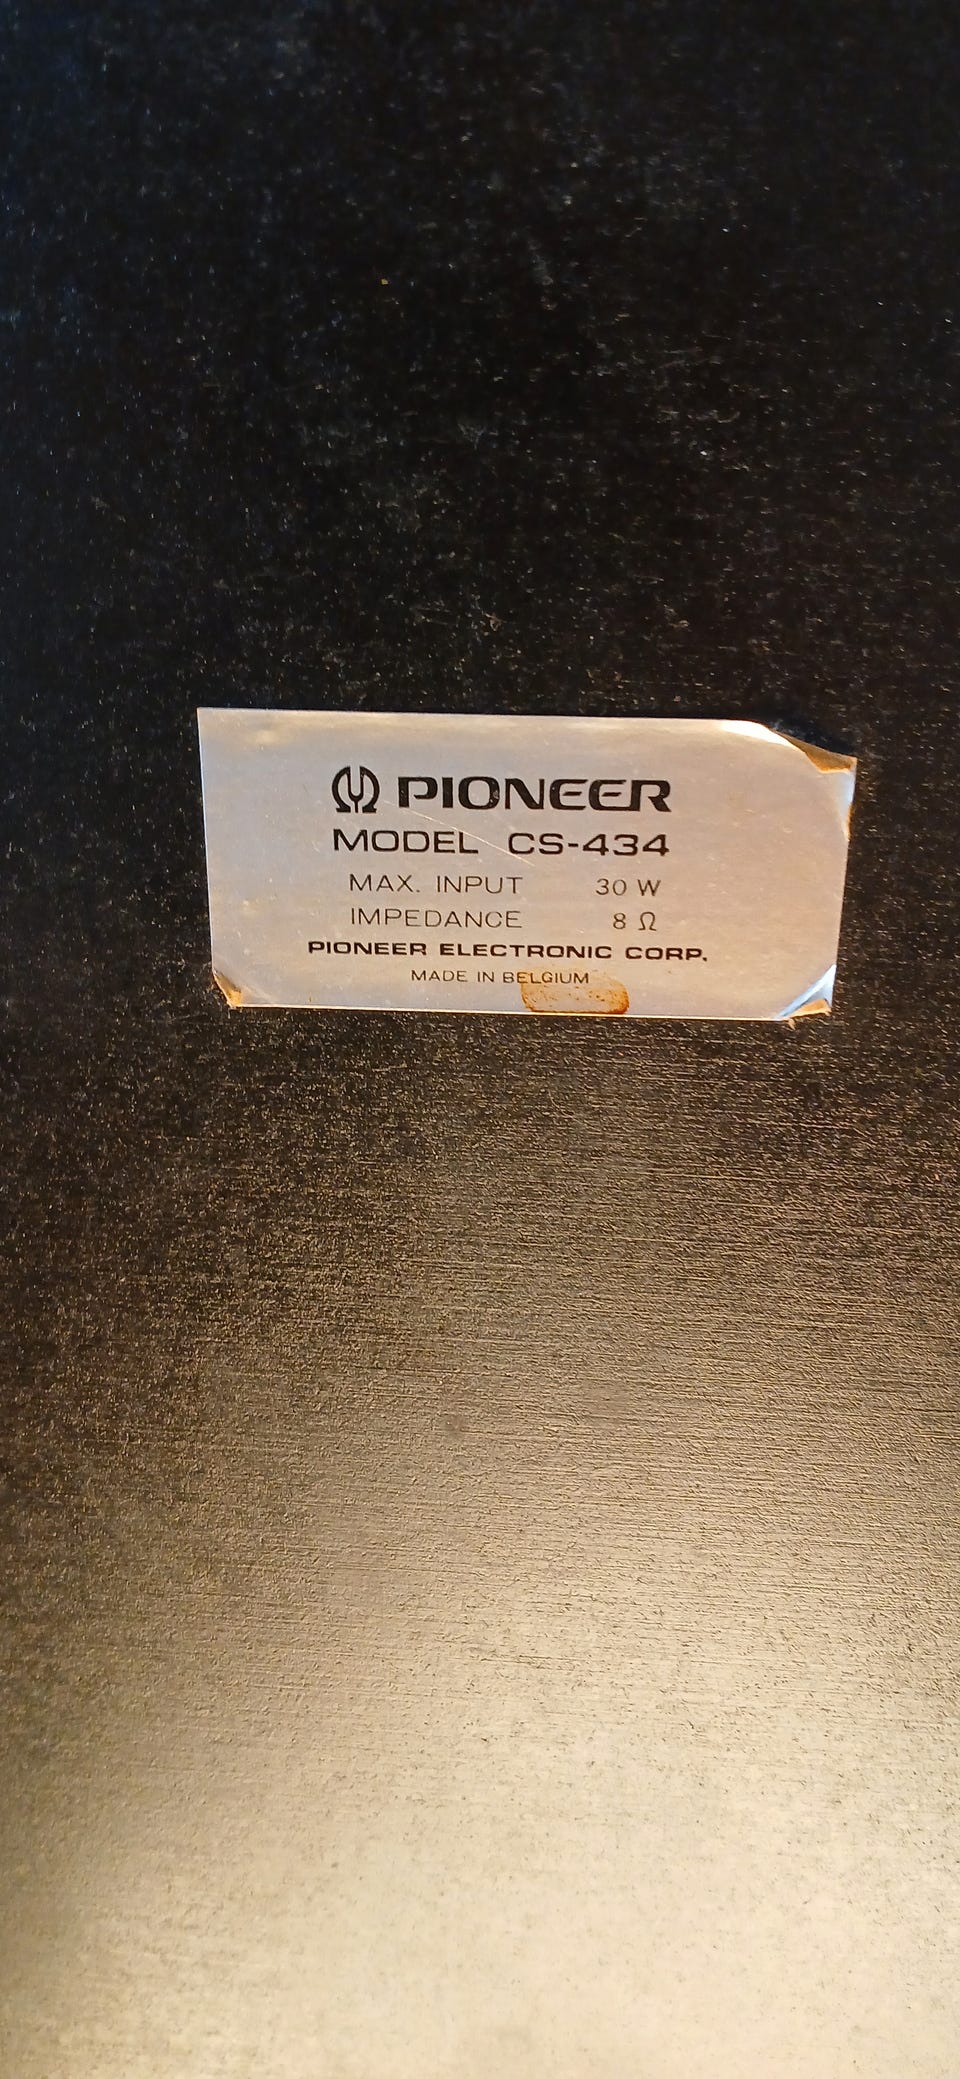 PIONEER
MODEL CS-434
MAX. INPUT 30 W
IMPEDANCE 8 Ω
PIONEER ELECTRONIC CORP.
MADE IN BELGIUM